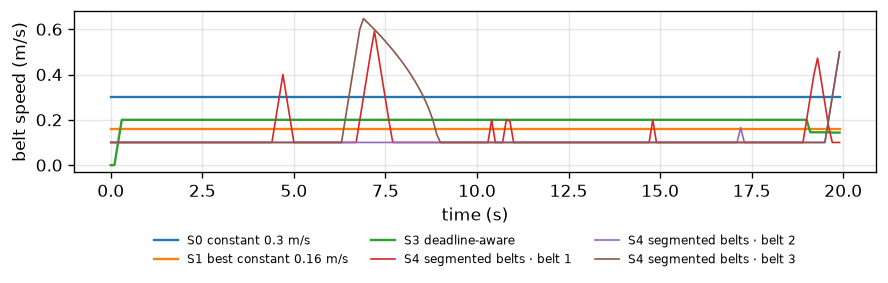 belt speed (m/s)
0.6
0.4
0.2
0.0
0.0 2.5 5.0 7.5 10.0 12.5 15.0 17.5 20.0
time (s)
S0 constant 0.3 m/s S3 deadline-aware S4 segmented belts · belt 2
S1 best constant 0.16 m/s S4 segmented belts · belt 1 S4 segmented belts · belt 3